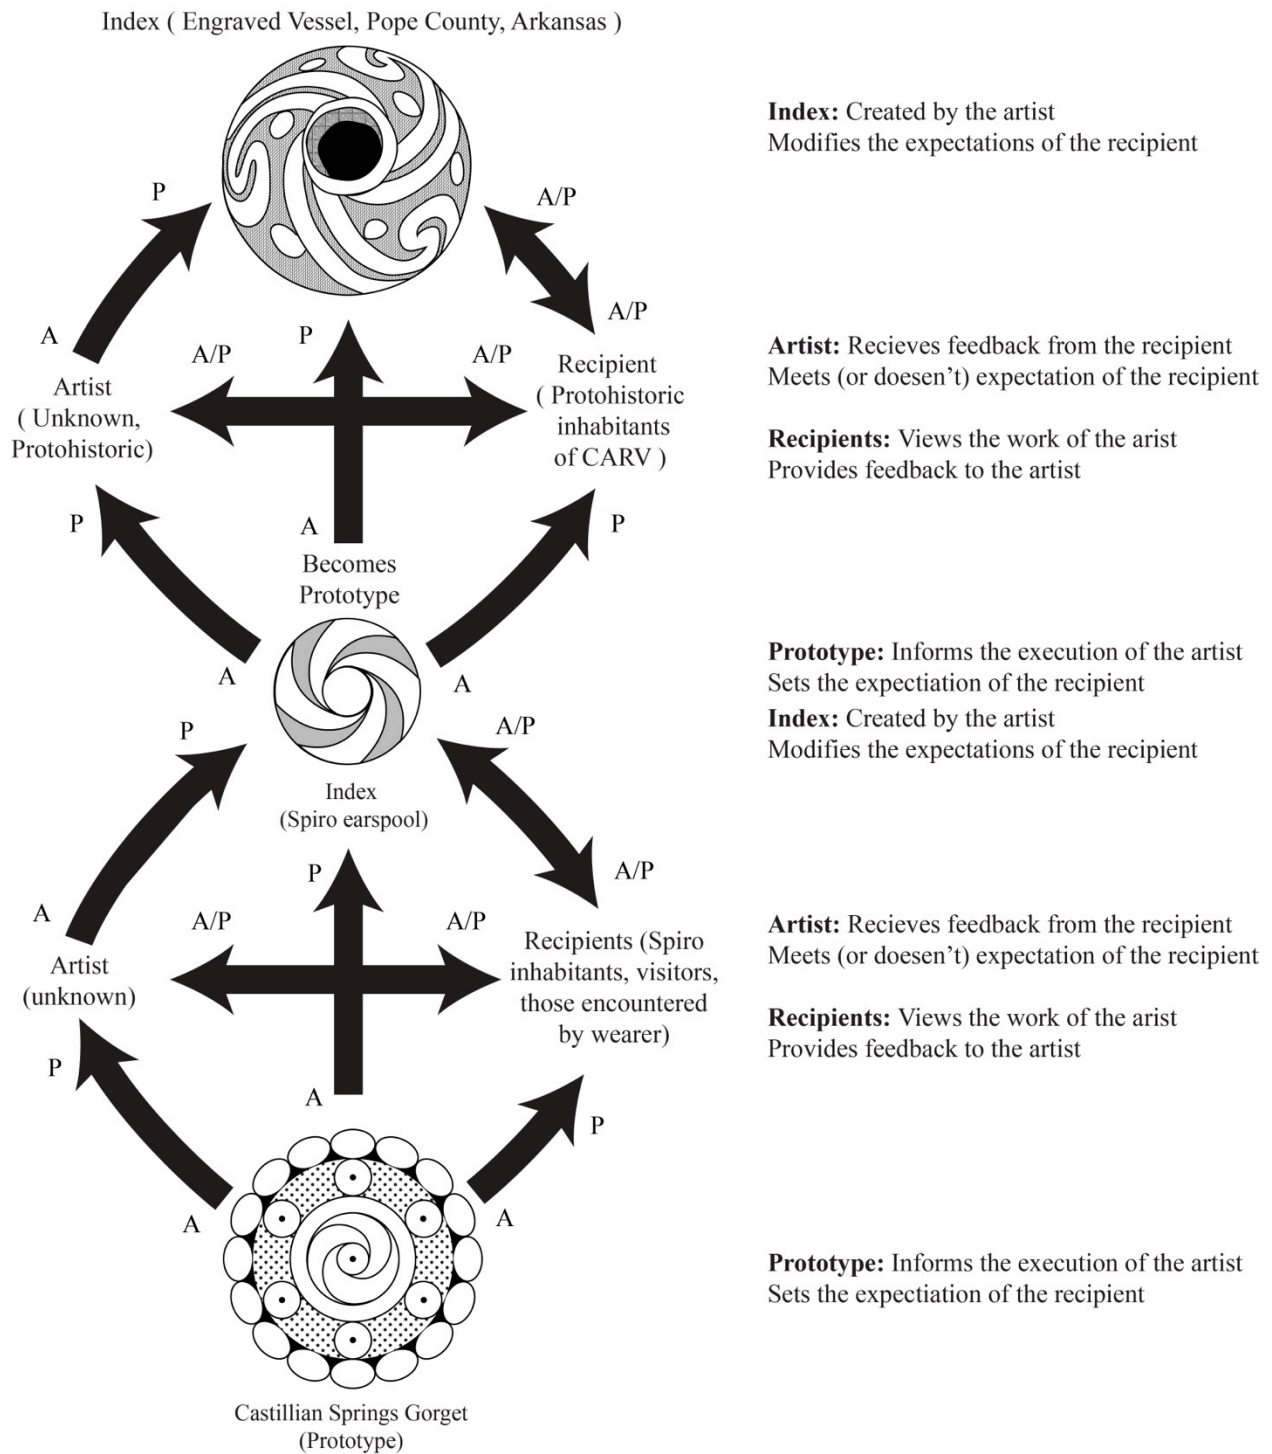 Index ( Engraved Vessel, Pope County, Arkansas )
Index: Created by the artist
Modifies the expectations of the recipient
P
A/P
A/P
A
A/P
P
A/P
Artist
( Unknown,
Protohistoric)
Recipient
( Protohistoric
inhabitants
of CARV )
Artist: Recieves feedback from the recipient
Meets (or doesen't) expectation of the recipient
Recipients: Views the work of the arist
Provides feedback to the artist
P
A
P
Becomes
Prototype
A
A
Prototype: Informs the execution of the artist
Sets the expectiation of the recipient
Index: Created by the artist
Modifies the expectations of the recipient
P
A/P
Index
(Spiro earspool)
P
A/P
A
A/P
A/P
Artist
(unknown)
Recipients (Spiro
inhabitants, visitors,
those encountered
by wearer)
Artist: Recieves feedback from the recipient
Meets (or doesen't) expectation of the recipient
Recipients: Views the work of the arist
Provides feedback to the artist
P
A
P
A
A
Prototype: Informs the execution of the artist
Sets the expectiation of the recipient
Castillian Springs Gorget
(Prototype)